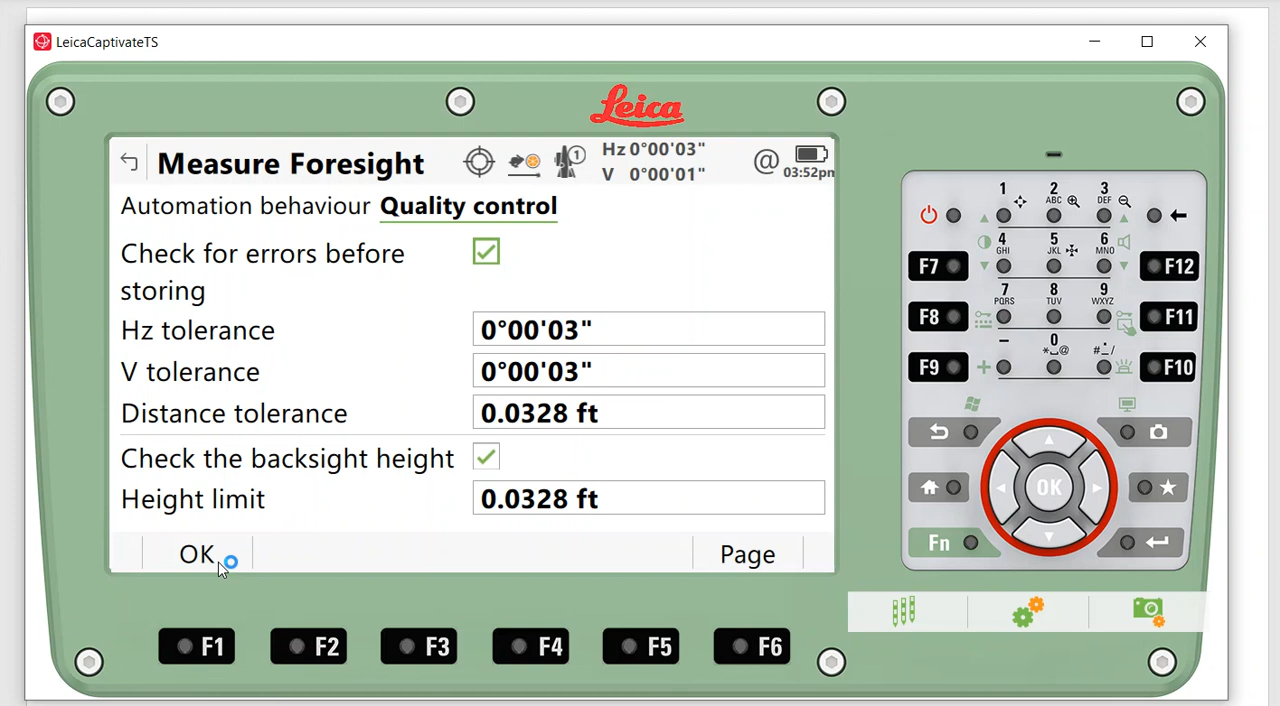 LeicaCaptivateTS
Leica
Measure Foresight
1
Hz 0°00'03"
V 0°00'01"
@
03:52pm
Automation behaviour Quality control
Check for errors before
storing
Hz tolerance 0°00'03"
V tolerance 0°00'03"
Distance tolerance 0.0328 ft
Check the backsight height
Height limit 0.0328 ft
OK Page
F1 F2 F3 F4 F5 F6
1 2 3
ABC DEF
4 5 6
GHI JKL MNO
F7 F12
7 8 9
PQRS TUV WXYZ
F8 F11
0
*⎵@ #./
F9 F10
OK
Fn